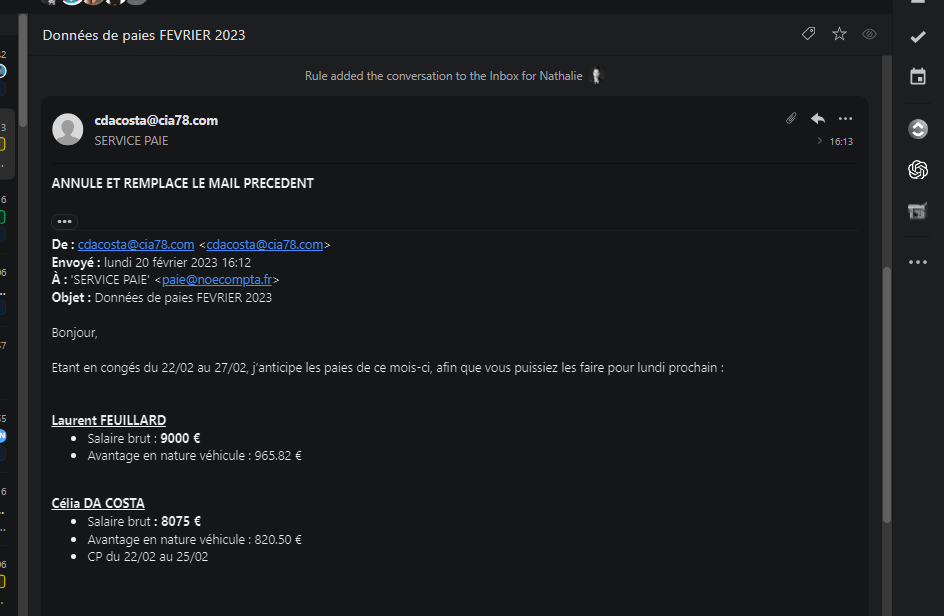 Données de paies FEVRIER 2023
Rule added the conversation to the Inbox for Nathalie
cdacosta@cia78.com
SERVICE PAIE
16:13
ANNULE ET REMPLACE LE MAIL PRECEDENT
De : cdacosta@cia78.com <cdacosta@cia78.com>
Envoyé : lundi 20 février 2023 16:12
À : 'SERVICE PAIE' <paie@noecompta.fr>
Objet : Données de paies FEVRIER 2023
Bonjour,
Etant en congés du 22/02 au 27/02, j'anticipe les paies de ce mois-ci, afin que vous puissiez les faire pour lundi prochain :
Laurent FEUILLARD
• Salaire brut : 9000 €
• Avantage en nature véhicule : 965.82 €
Célia DA COSTA
• Salaire brut : 8075 €
• Avantage en nature véhicule : 820.50 €
• CP du 22/02 au 25/02